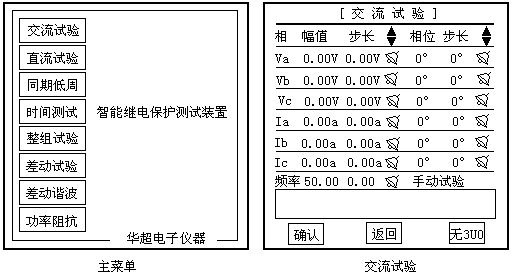 交流试验
直流试验
同期低周
时间测试
整组试验
差动试验
差动谐波
功率阻抗
智能继电保护测试装置
华超电子仪器
主菜单
[ 交 流 试 验 ]
相 幅值 步长 相位 步长
Va 0.00V 0.00V 0° 0°
Vb 0.00V 0.00V 0° 0°
Vc 0.00V 0.00V 0° 0°
Ia 0.00a 0.00a 0° 0°
Ib 0.00a 0.00a 0° 0°
Ic 0.00a 0.00a 0° 0°
频率 50.00 0.00 手动试验
确认 返回 无3U0
交流试验